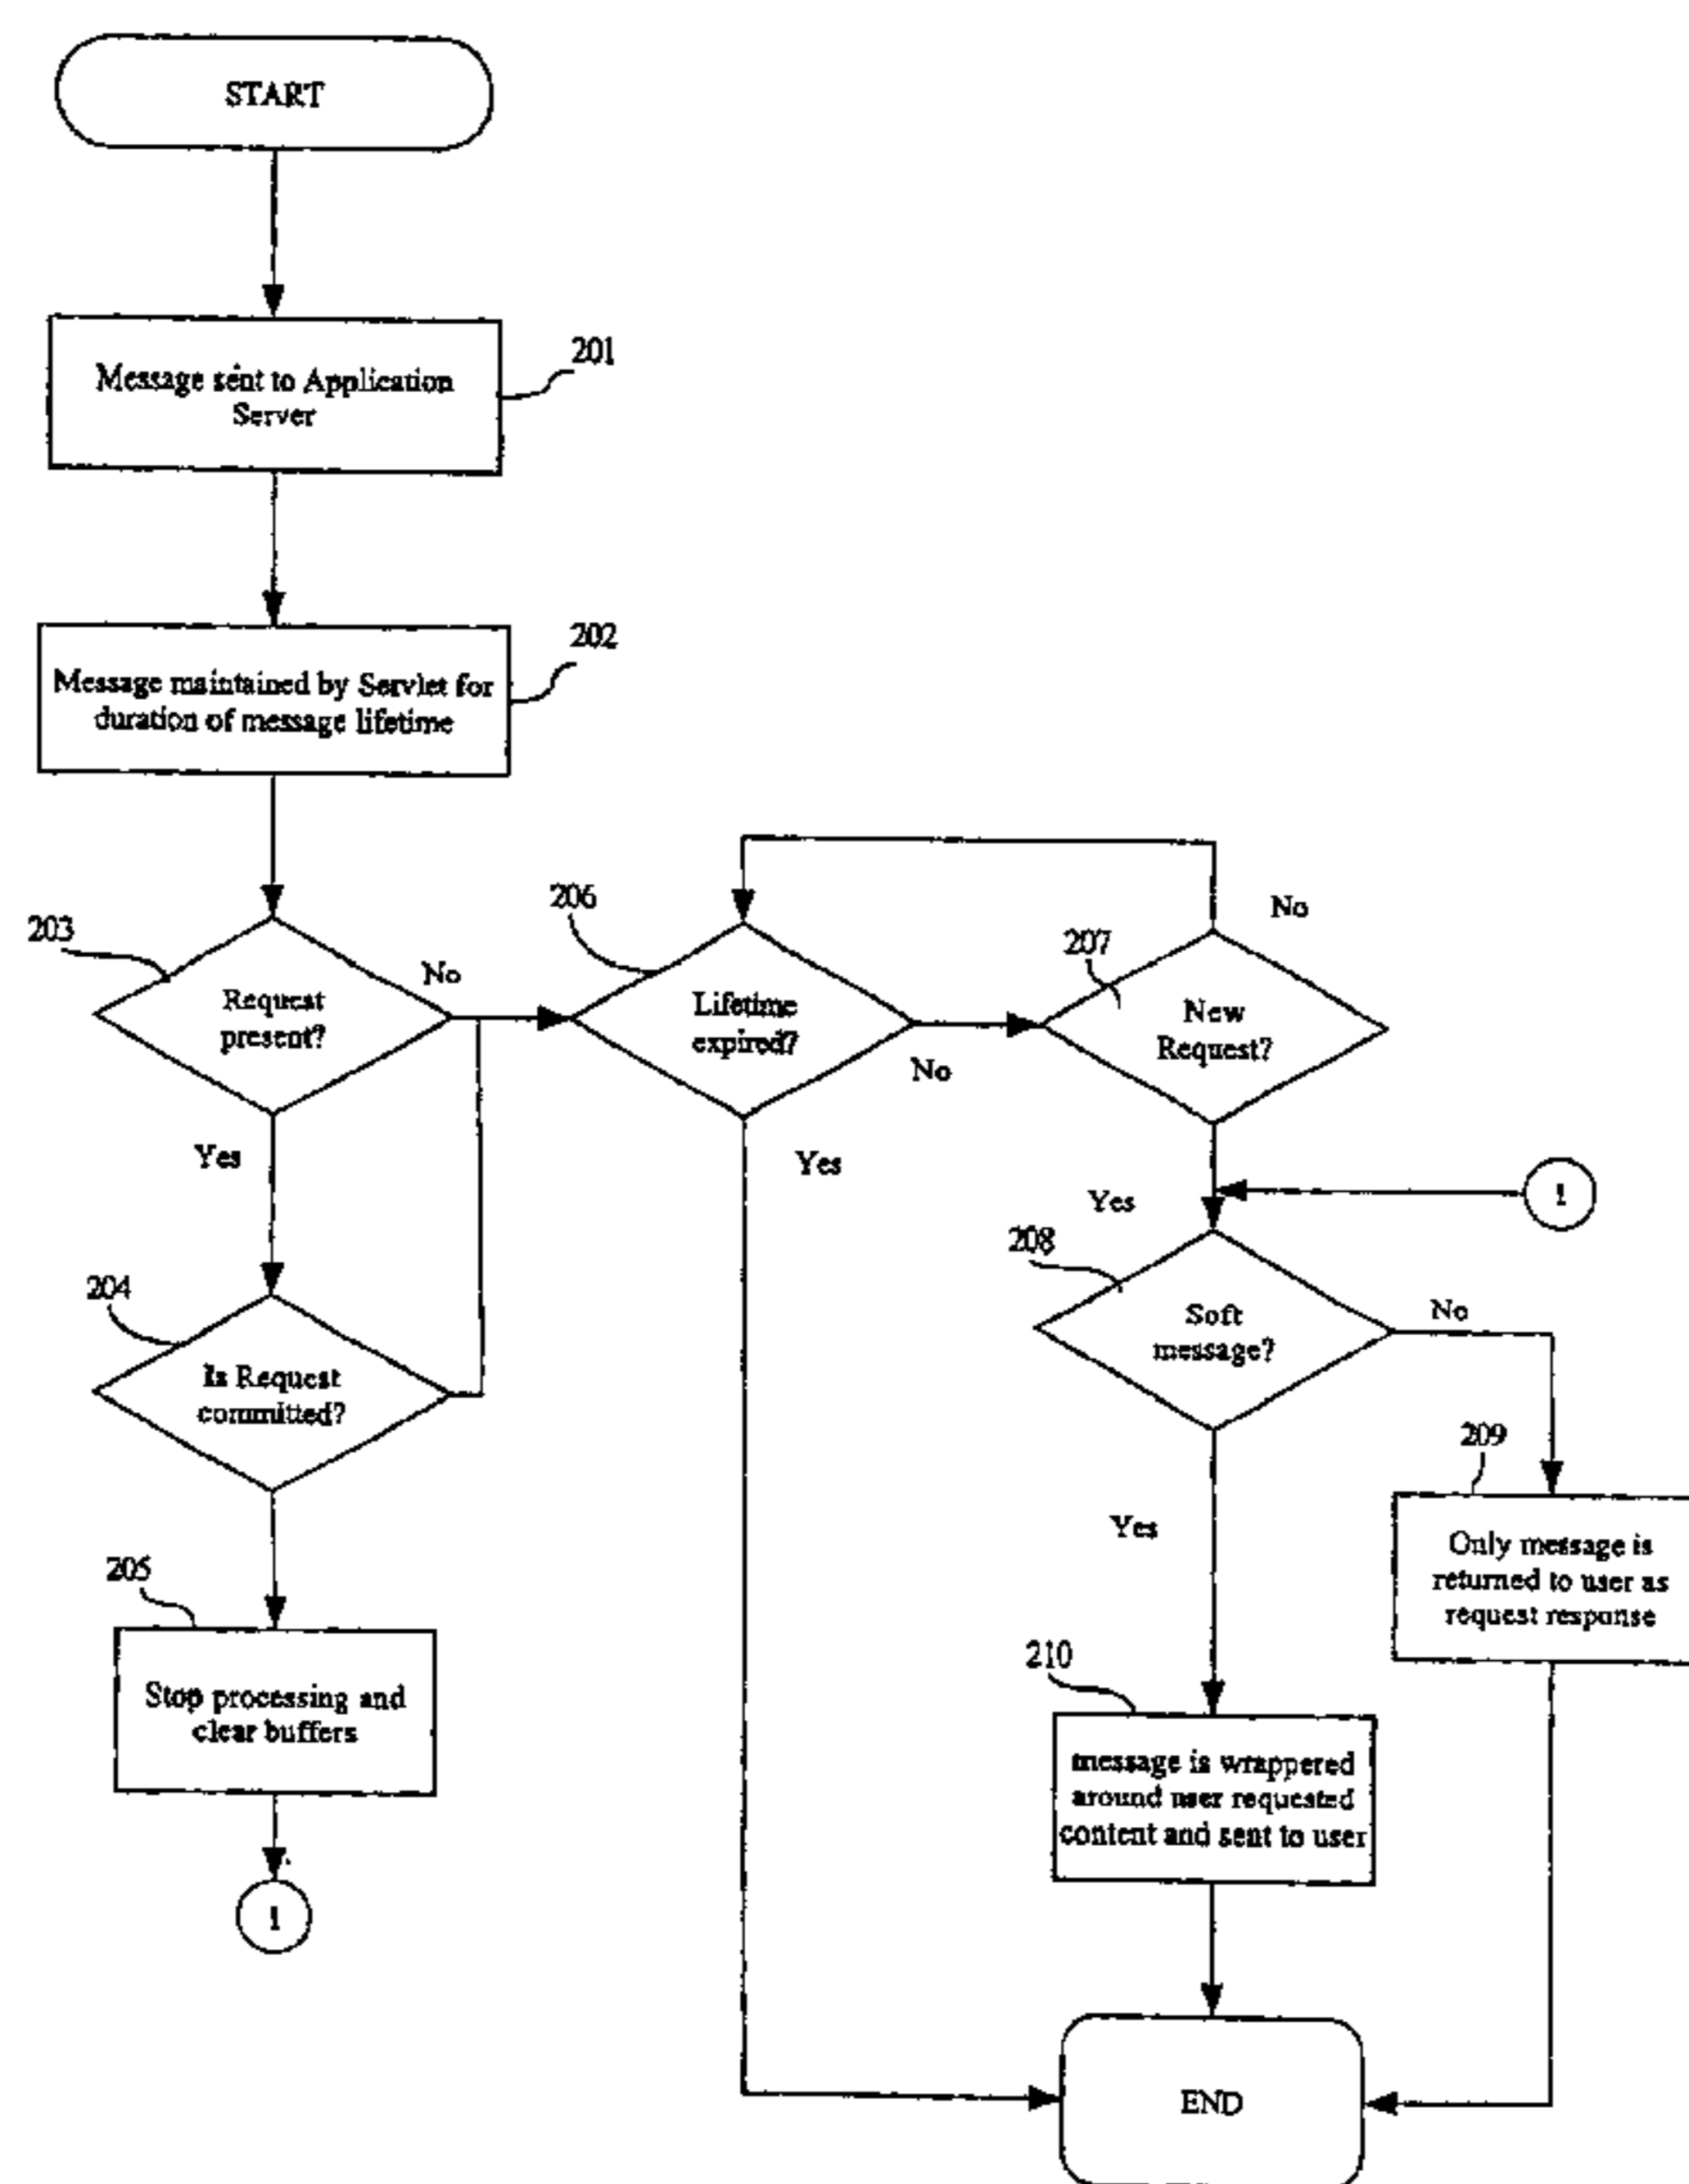 START
Message sent to Application
Server
201
Message maintained by Servlet for
duration of message lifetime
202
203
Request
present?
No
Yes
206
Lifetime
expired?
No
Yes
207
New
Request?
No
Yes
1
204
Is Request
committed?
208
Soft
message?
No
Yes
209
Only message is
returned to user as
request response
205
Stop processing and
clear buffers
210
message is wrappered
around user requested
content and sent to user
1
END